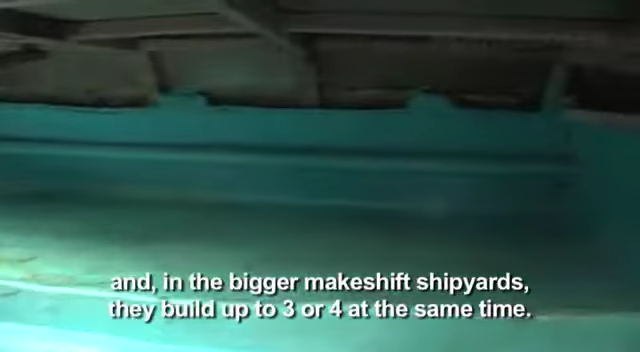 and, in the bigger makeshift shipyards,
they build up to 3 or 4 at the same time.